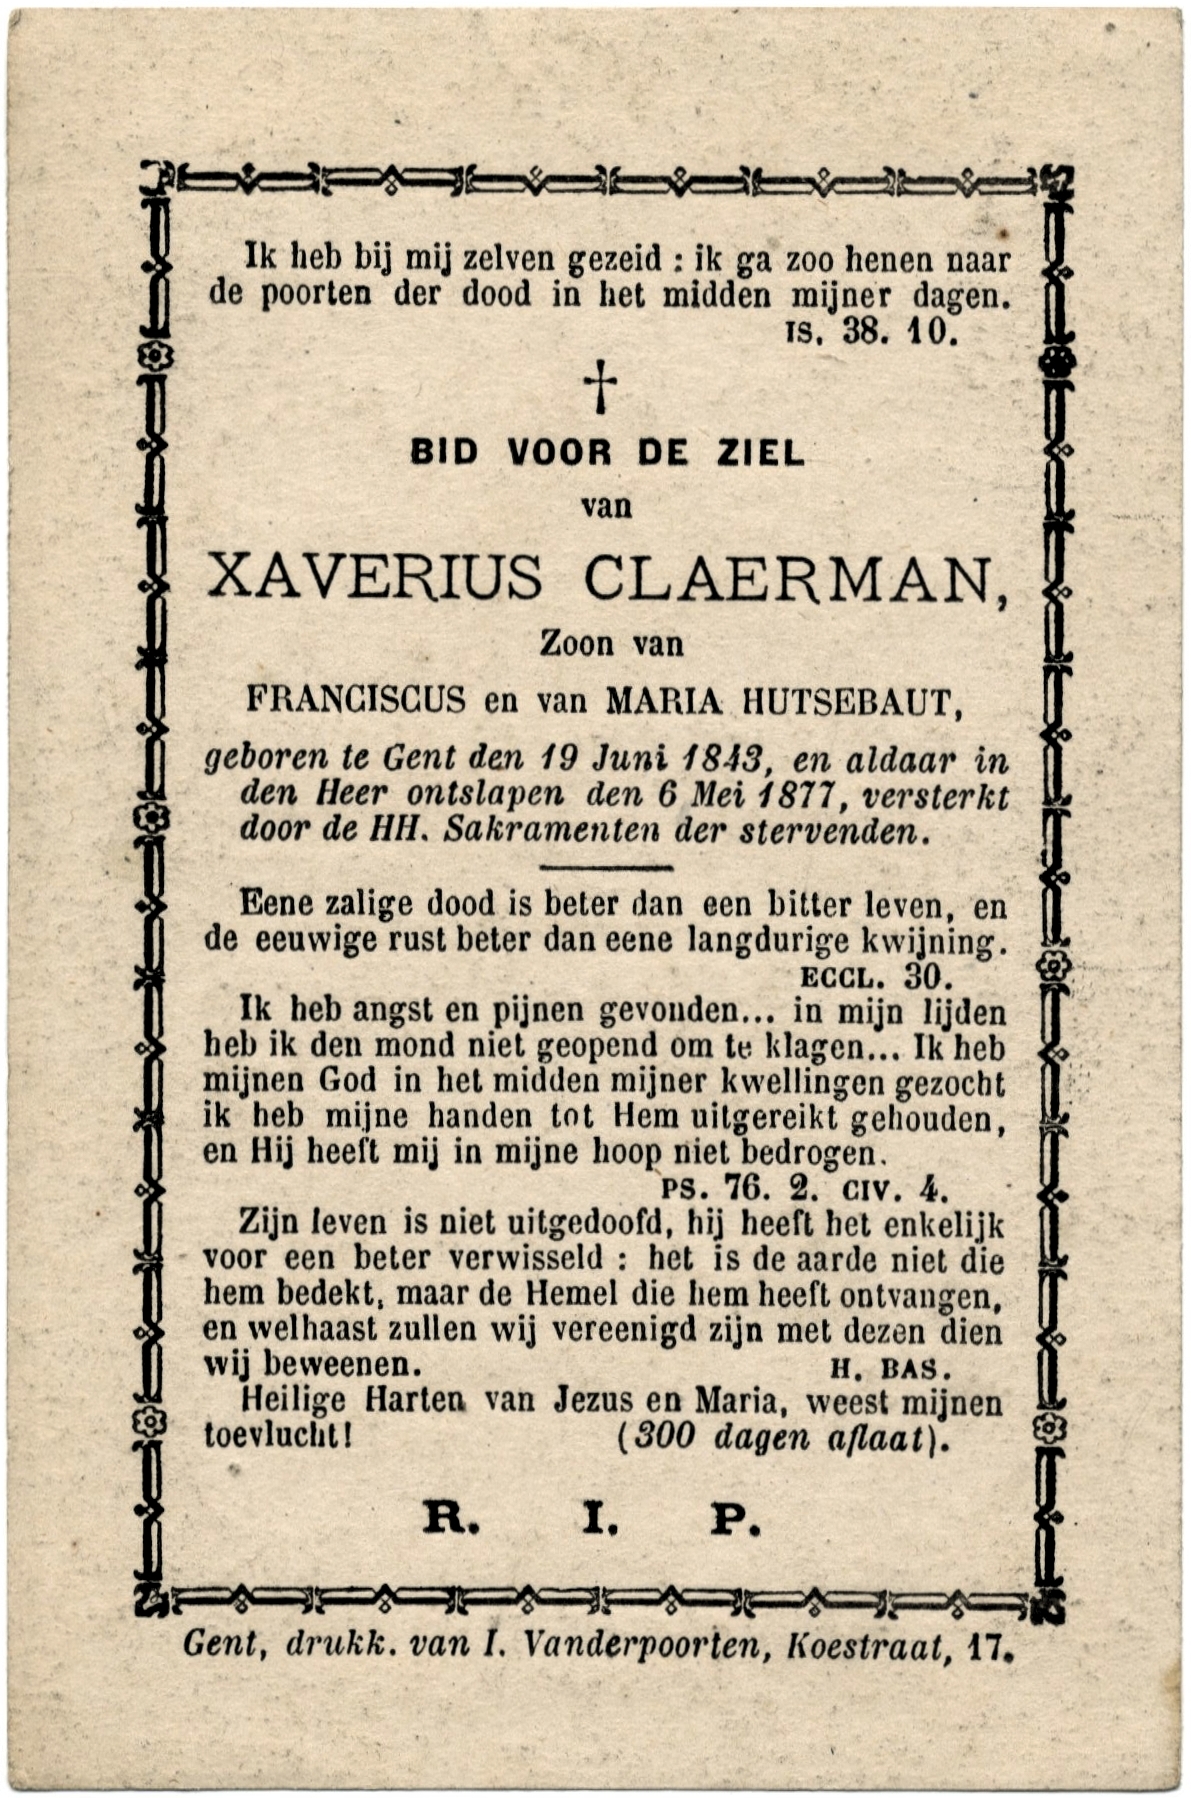 Ik heb bij mij zelven gezeid : ik ga zoo henen naar
de poorten der dood in het midden mijner dagen.
IS. 38. 10.
†
BID VOOR DE ZIEL
van
XAVERIUS CLAERMAN,
Zoon van
FRANCISCUS en van MARIA HUTSEBAUT,
geboren te Gent den 19 Juni 1843, en aldaar in
den Heer ontslapen den 6 Mei 1877, versterkt
door de HH. Sakramenten der stervenden.
Eene zalige dood is beter dan een bitter leven, en
de eeuwige rust beter dan eene langdurige kwijning.
ECCL. 30.
Ik heb angst en pijnen gevonden... in mijn lijden
heb ik den mond niet geopend om te klagen... Ik heb
mijnen God in het midden mijner kwellingen gezocht
ik heb mijne handen tot Hem uitgereikt gehouden,
en Hij heeft mij in mijne hoop niet bedrogen.
PS. 76. 2. CIV. 4.
Zijn leven is niet uitgedoofd, hij heeft het enkelijk
voor een beter verwisseld : het is de aarde niet die
hem bedekt, maar de Hemel die hem heeft ontvangen,
en welhaast zullen wij vereenigd zijn met dezen dien
wij beweenen. H. BAS.
Heilige Harten van Jezus en Maria, weest mijnen
toevlucht! (300 dagen aflaat).
R. I. P.
Gent, drukk. van I. Vanderpoorten, Koestraat, 17.